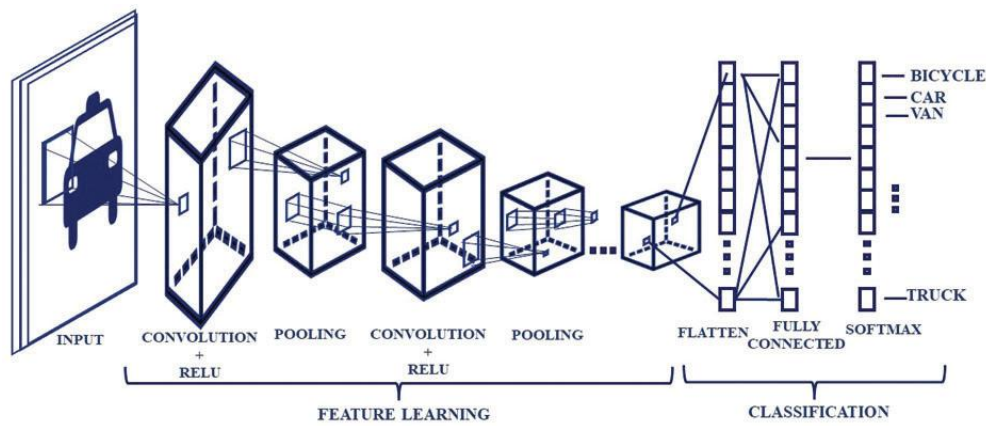 BICYCLE
CAR
VAN
TRUCK
INPUT
CONVOLUTION
+
RELU
POOLING
CONVOLUTION
+
RELU
POOLING
FLATTEN
FULLY
CONNECTED
SOFTMAX
FEATURE LEARNING
CLASSIFICATION